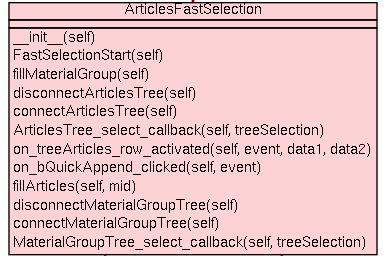 ArticlesFastSelection
__init__(self)
FastSelectionStart(self)
fillMaterialGroup(self)
disconnectArticlesTree(self)
connectArticlesTree(self)
ArticlesTree_select_callback(self, treeSelection)
on_treeArticles_row_activated(self, event, data1, data2)
on_bQuickAppend_clicked(self, event)
fillArticles(self, mid)
disconnectMaterialGroupTree(self)
connectMaterialGroupTree(self)
MaterialGroupTree_select_callback(self, treeSelection)